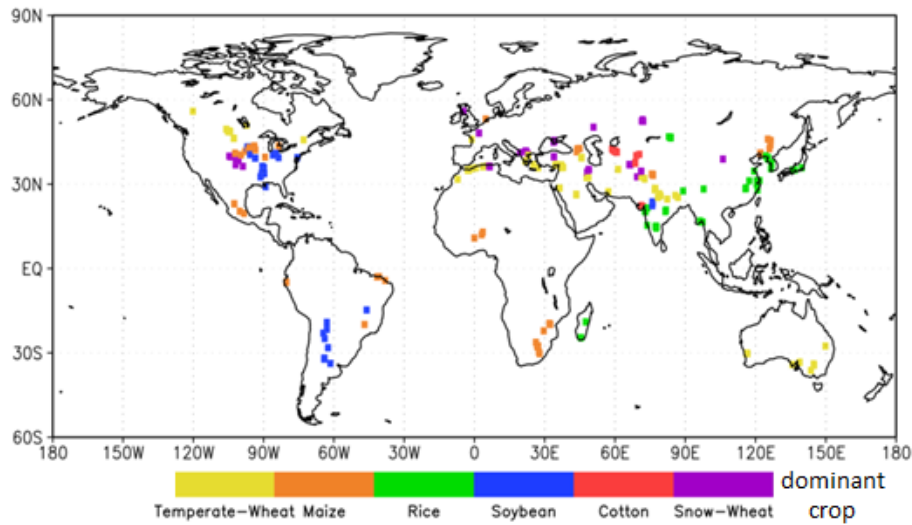 90N
60N
30N
EQ
30S
60S
180 150W 120W 90W 60W 30W 0 30E 60E 90E 120E 150E 180
Temperate-Wheat Maize Rice Soybean Cotton Snow-Wheat
dominant
crop